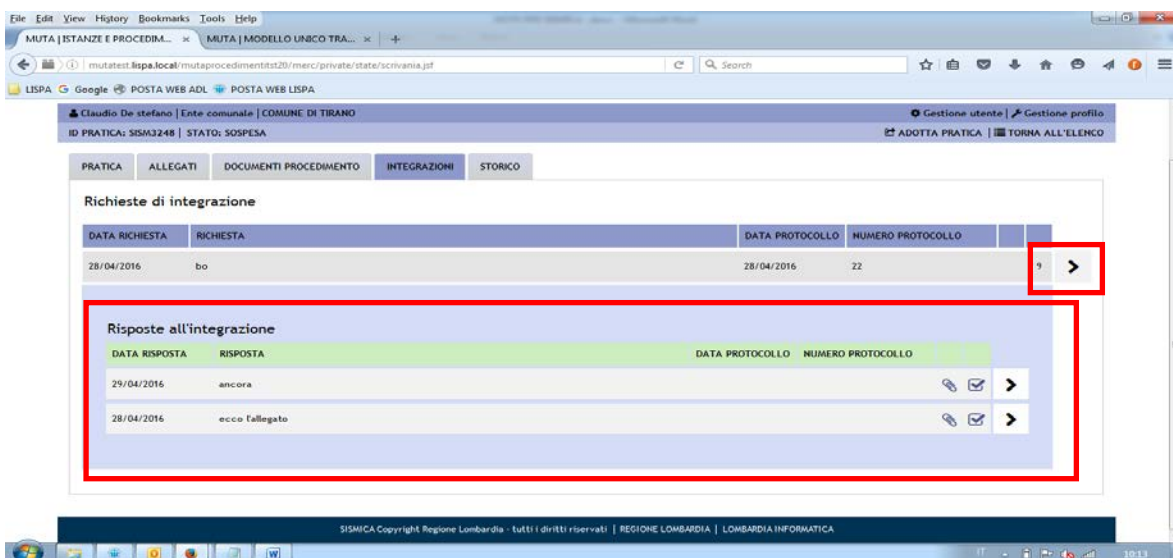 File Edit View History Bookmarks Tools Help
MUTA | ISTANZE E PROCEDIM... × MUTA | MODELLO UNICO TRA... × +
mutatest.lispa.local/mutaprocedimentitst20/merc/private/state/scrivania.jsf Search
LISPA Google POSTA WEB ADL POSTA WEB LISPA
Claudio De stefano | Ente comunale | COMUNE DI TIRANO Gestione utente | Gestione profilo
ID PRATICA: SISM3248 | STATO: SOSPESA ADOTTA PRATICA | TORNA ALL'ELENCO
PRATICA ALLEGATI DOCUMENTI PROCEDIMENTO INTEGRAZIONI STORICO
Richieste di integrazione
DATA RICHIESTA RICHIESTA DATA PROTOCOLLO NUMERO PROTOCOLLO
28/04/2016 bo 28/04/2016 22 9
Risposte all'integrazione
DATA RISPOSTA RISPOSTA DATA PROTOCOLLO NUMERO PROTOCOLLO
29/04/2016 ancora
28/04/2016 ecco l'allegato
SISMICA Copyright Regione Lombardia - tutti i diritti riservati | REGIONE LOMBARDIA | LOMBARDIA INFORMATICA
IT 10:13